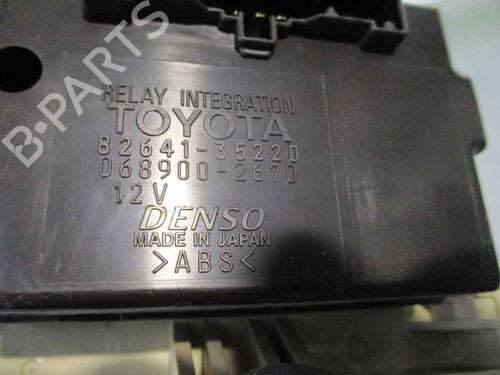 B-PARTS
RELAY INTEGRATION
TOYOTA
82641-35220
068900-2670
12V
DENSO
MADE IN JAPAN
>ABS<